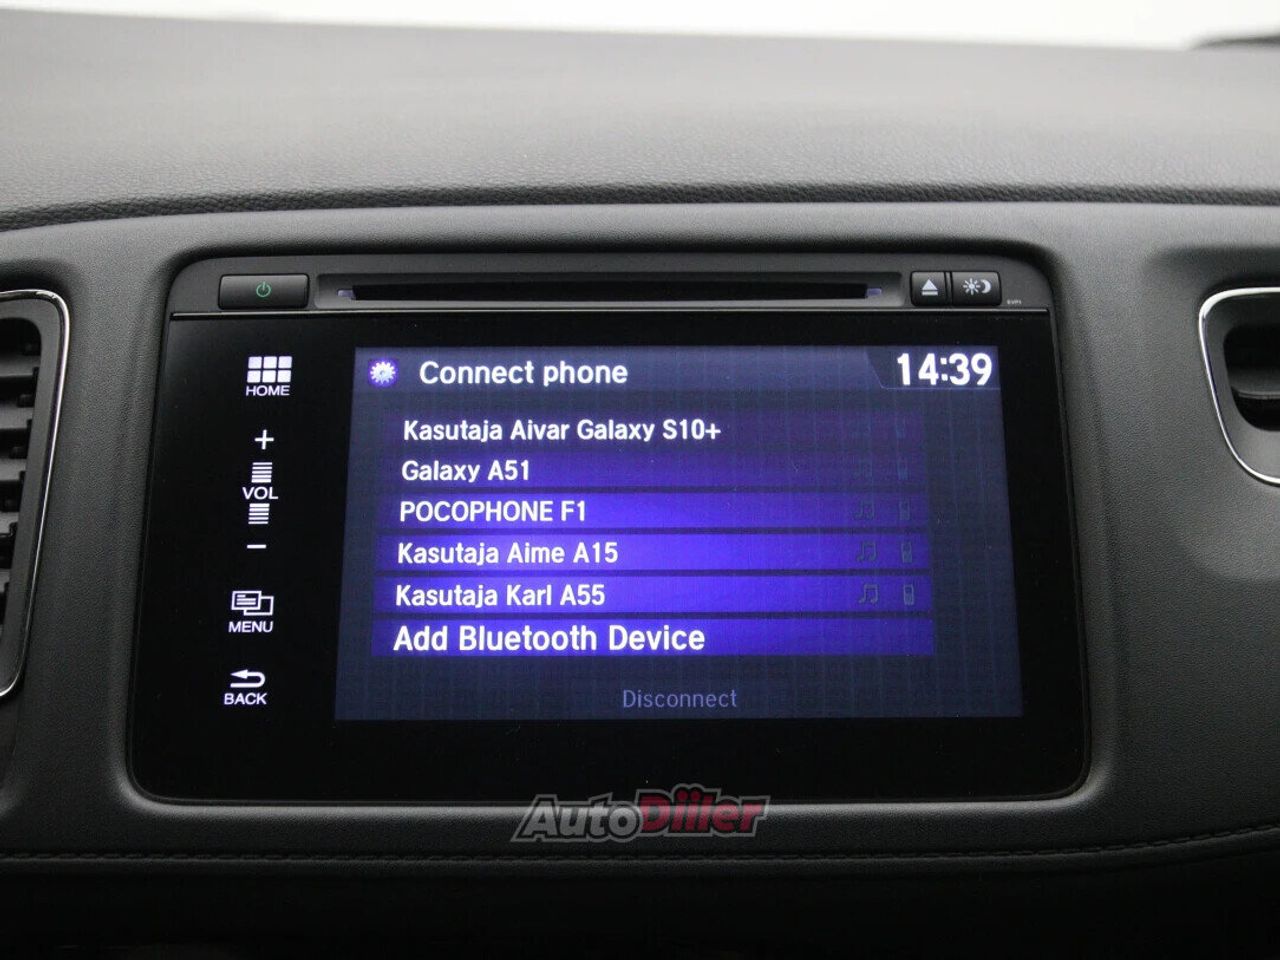 Connect phone
14:39
HOME
Kasutaja Aivar Galaxy S10+
+
Galaxy A51
VOL
POCOPHONE F1
−
Kasutaja Aime A15
Kasutaja Karl A55
MENU
Add Bluetooth Device
BACK
Disconnect
AutoDiiler